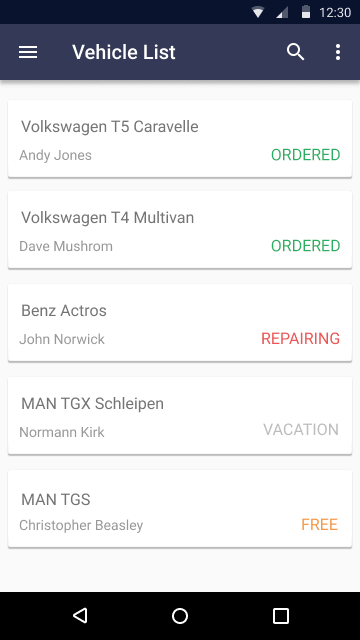 12:30
Vehicle List
Volkswagen T5 Caravelle
Andy Jones ORDERED
Volkswagen T4 Multivan
Dave Mushrom ORDERED
Benz Actros
John Norwick REPAIRING
MAN TGX Schleipen
Normann Kirk VACATION
MAN TGS
Christopher Beasley FREE